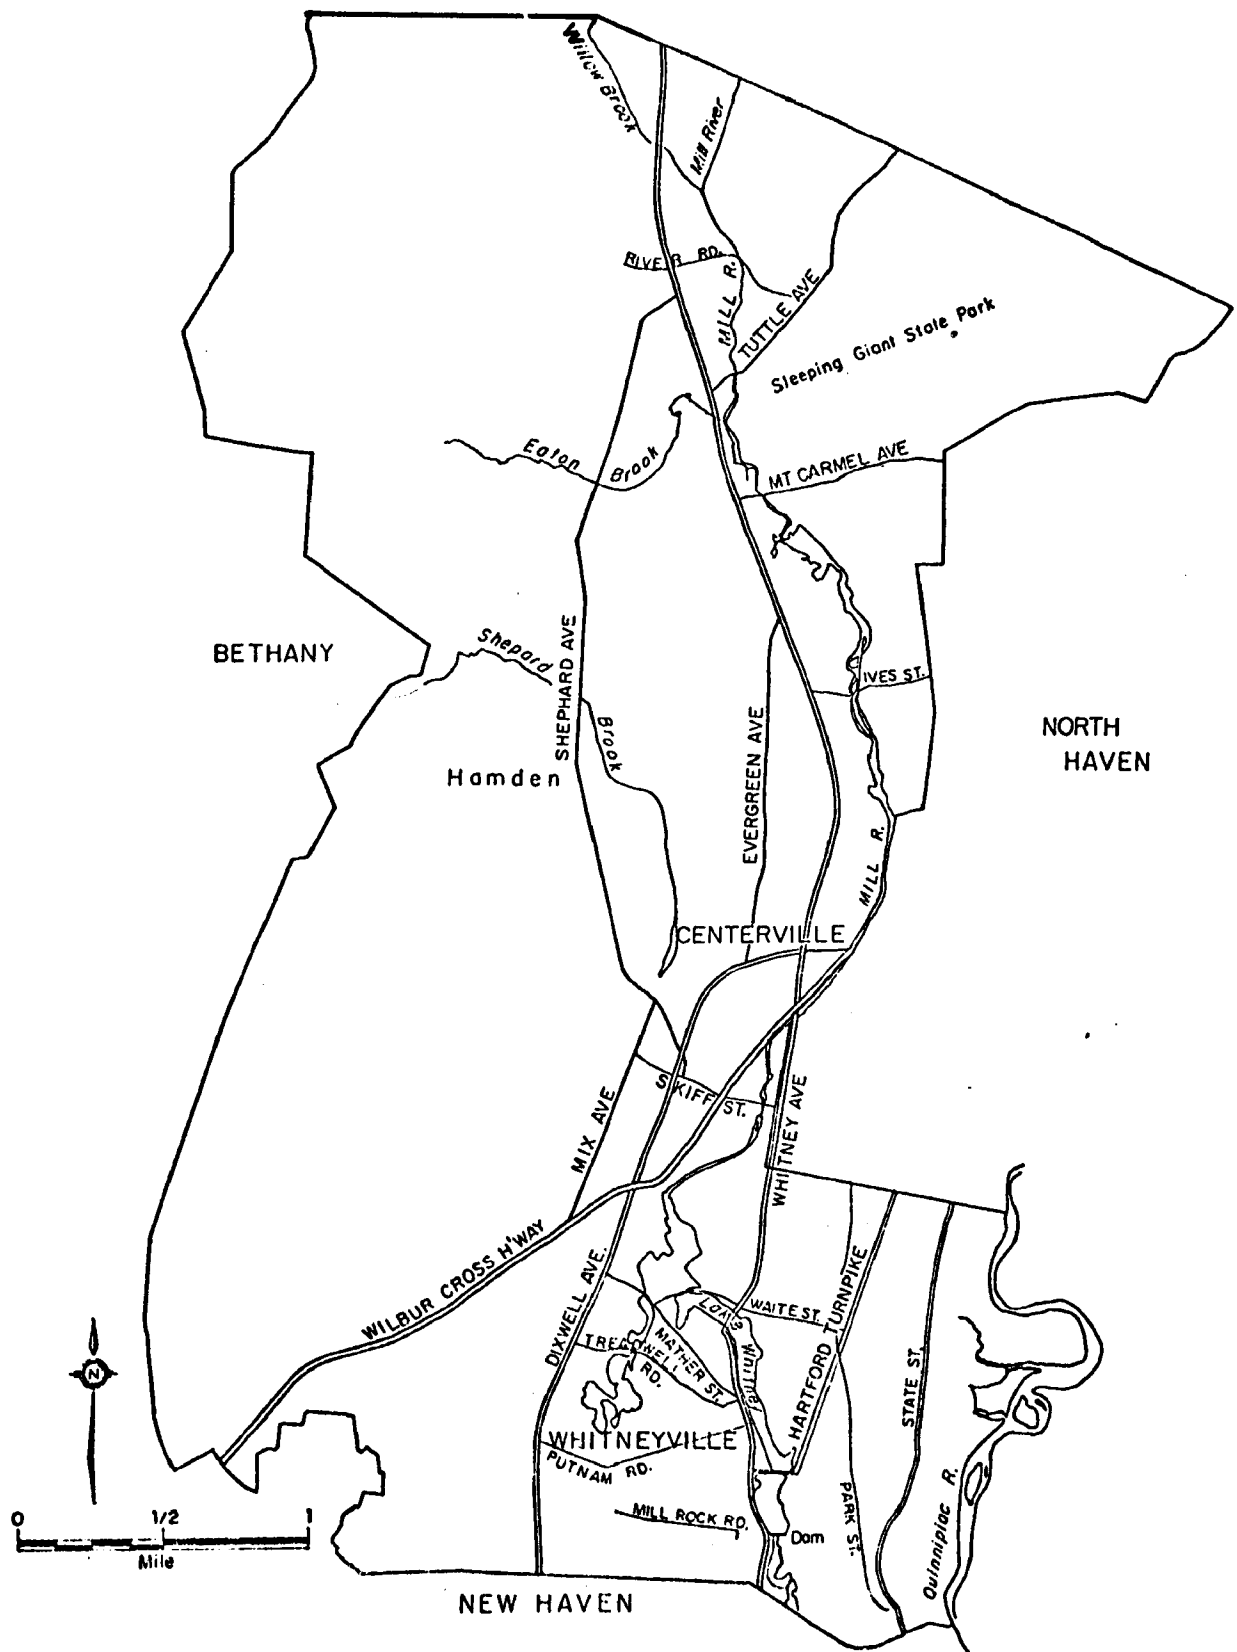 Willow Brook
Mill River
RIVER RD.
MILL R.
TUTTLE AVE
Sleeping Giant State Park
Eaton Brook
MT CARMEL AVE
BETHANY
Shepard
Brook
SHEPHARD AVE
IVES ST.
EVERGREEN AVE
NORTH
HAVEN
Hamden
MILL R.
CENTERVILLE
SKIFF ST.
MIX AVE
WHITNEY AVE
WILBUR CROSS H'WAY
DIXWELL AVE.
Lake
Whitney
WAITE ST.
HARTFORD TURNPIKE
TREADWELL
RD.
MATHER ST.
STATE ST.
N
WHITNEYVILLE
PUTNAM RD.
MILL ROCK RD.
Dam
PARK ST.
Quinnipiac R.
0 1/2 1
Mile
NEW HAVEN